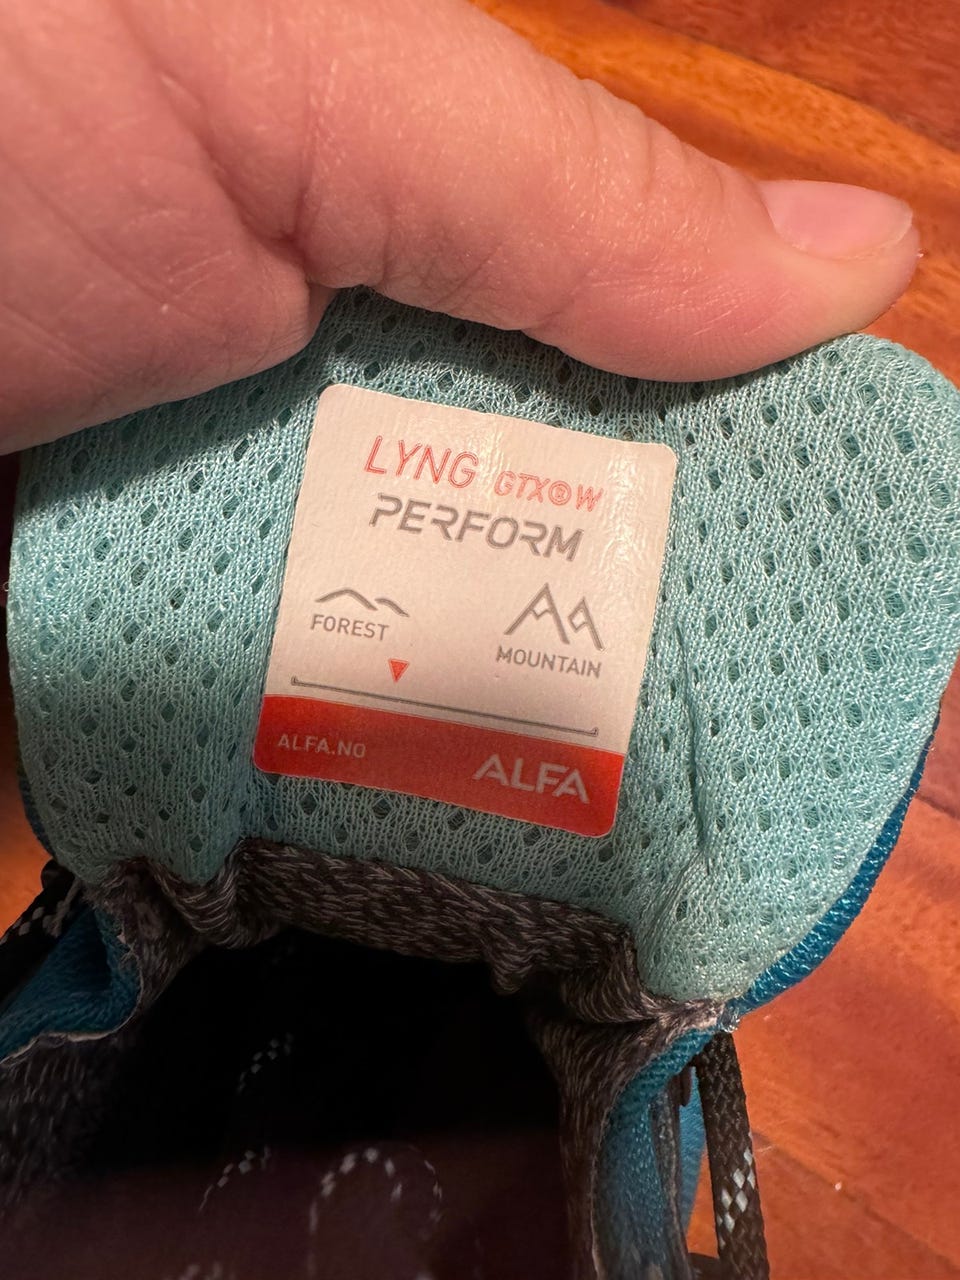 LYNG GTX®W
PERFORM
FOREST
MOUNTAIN
ALFA.NO
ALFA